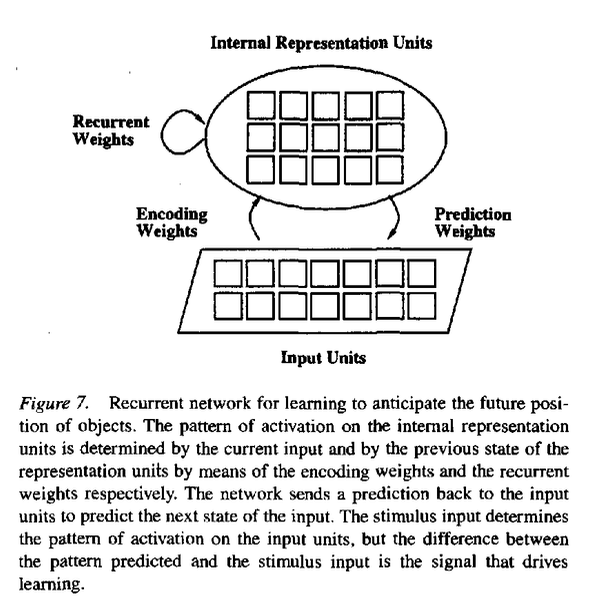 Internal Representation Units
Recurrent
Weights
Encoding
Weights
Prediction
Weights
Input Units
Figure 7. Recurrent network for learning to anticipate the future posi-
tion of objects. The pattern of activation on the internal representation
units is determined by the current input and by the previous state of the
representation units by means of the encoding weights and the recurrent
weights respectively. The network sends a prediction back to the input
units to predict the next state of the input. The stimulus input determines
the pattern of activation on the input units, but the difference between
the pattern predicted and the stimulus input is the signal that drives
learning.